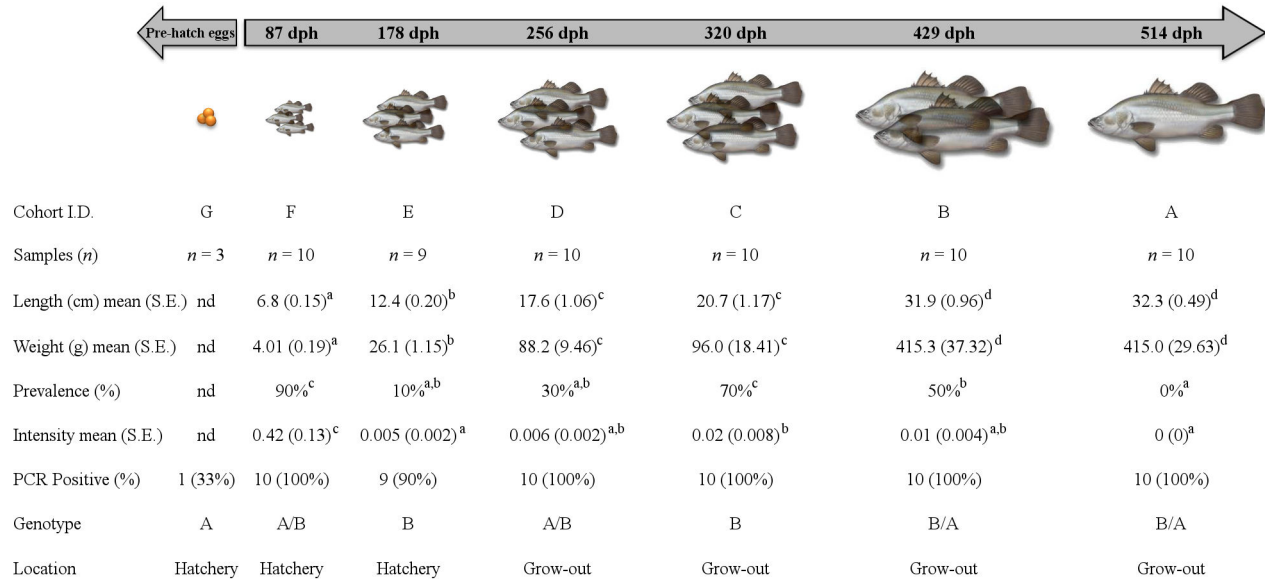 Pre-hatch eggs 87 dph 178 dph 256 dph 320 dph 429 dph 514 dph
Cohort I.D. G F E D C B A
Samples (n) n = 3 n = 10 n = 9 n = 10 n = 10 n = 10 n = 10
Length (cm) mean (S.E.) nd 6.8 (0.15)a 12.4 (0.20)b 17.6 (1.06)c 20.7 (1.17)c 31.9 (0.96)d 32.3 (0.49)d
Weight (g) mean (S.E.) nd 4.01 (0.19)a 26.1 (1.15)b 88.2 (9.46)c 96.0 (18.41)c 415.3 (37.32)d 415.0 (29.63)d
Prevalence (%) nd 90%c 10%a,b 30%a,b 70%c 50%b 0%a
Intensity mean (S.E.) nd 0.42 (0.13)c 0.005 (0.002)a 0.006 (0.002)a,b 0.02 (0.008)b 0.01 (0.004)a,b 0 (0)a
PCR Positive (%) 1 (33%) 10 (100%) 9 (90%) 10 (100%) 10 (100%) 10 (100%) 10 (100%)
Genotype A A/B B A/B B B/A B/A
Location Hatchery Hatchery Hatchery Grow-out Grow-out Grow-out Grow-out